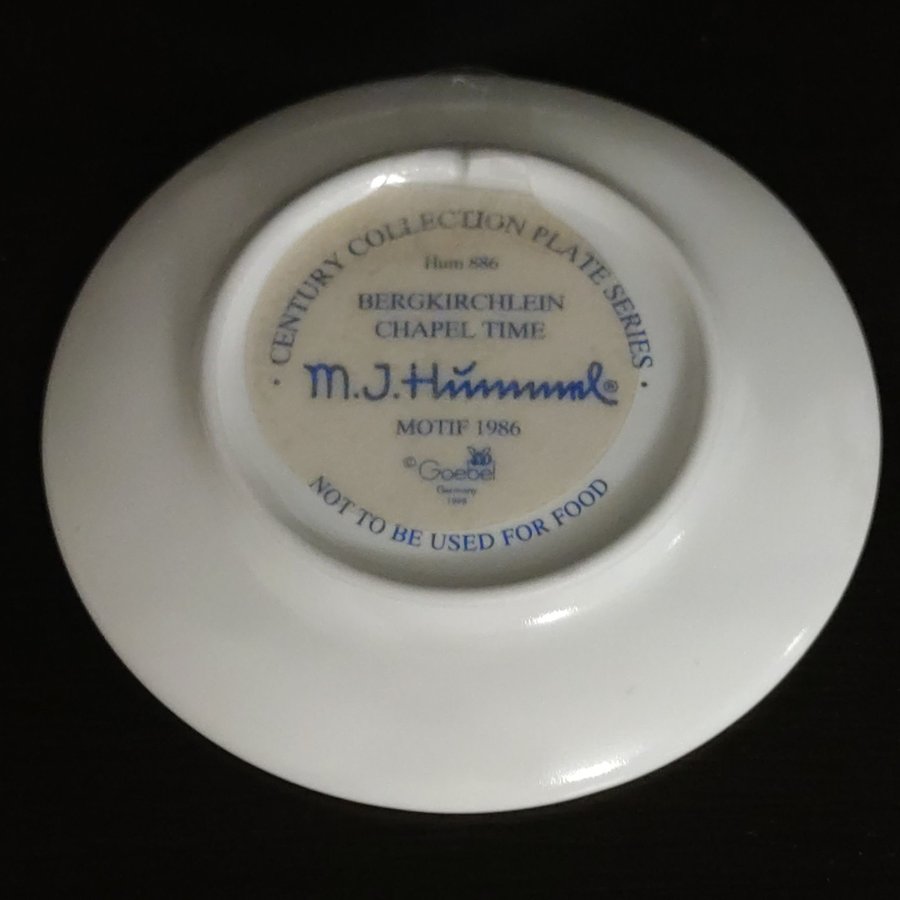 · CENTURY COLLECTION PLATE SERIES ·
Hum 886
BERGKIRCHLEIN
CHAPEL TIME
M.J.Hummel®
MOTIF 1986
©Goebel
Germany
NOT TO BE USED FOR FOOD